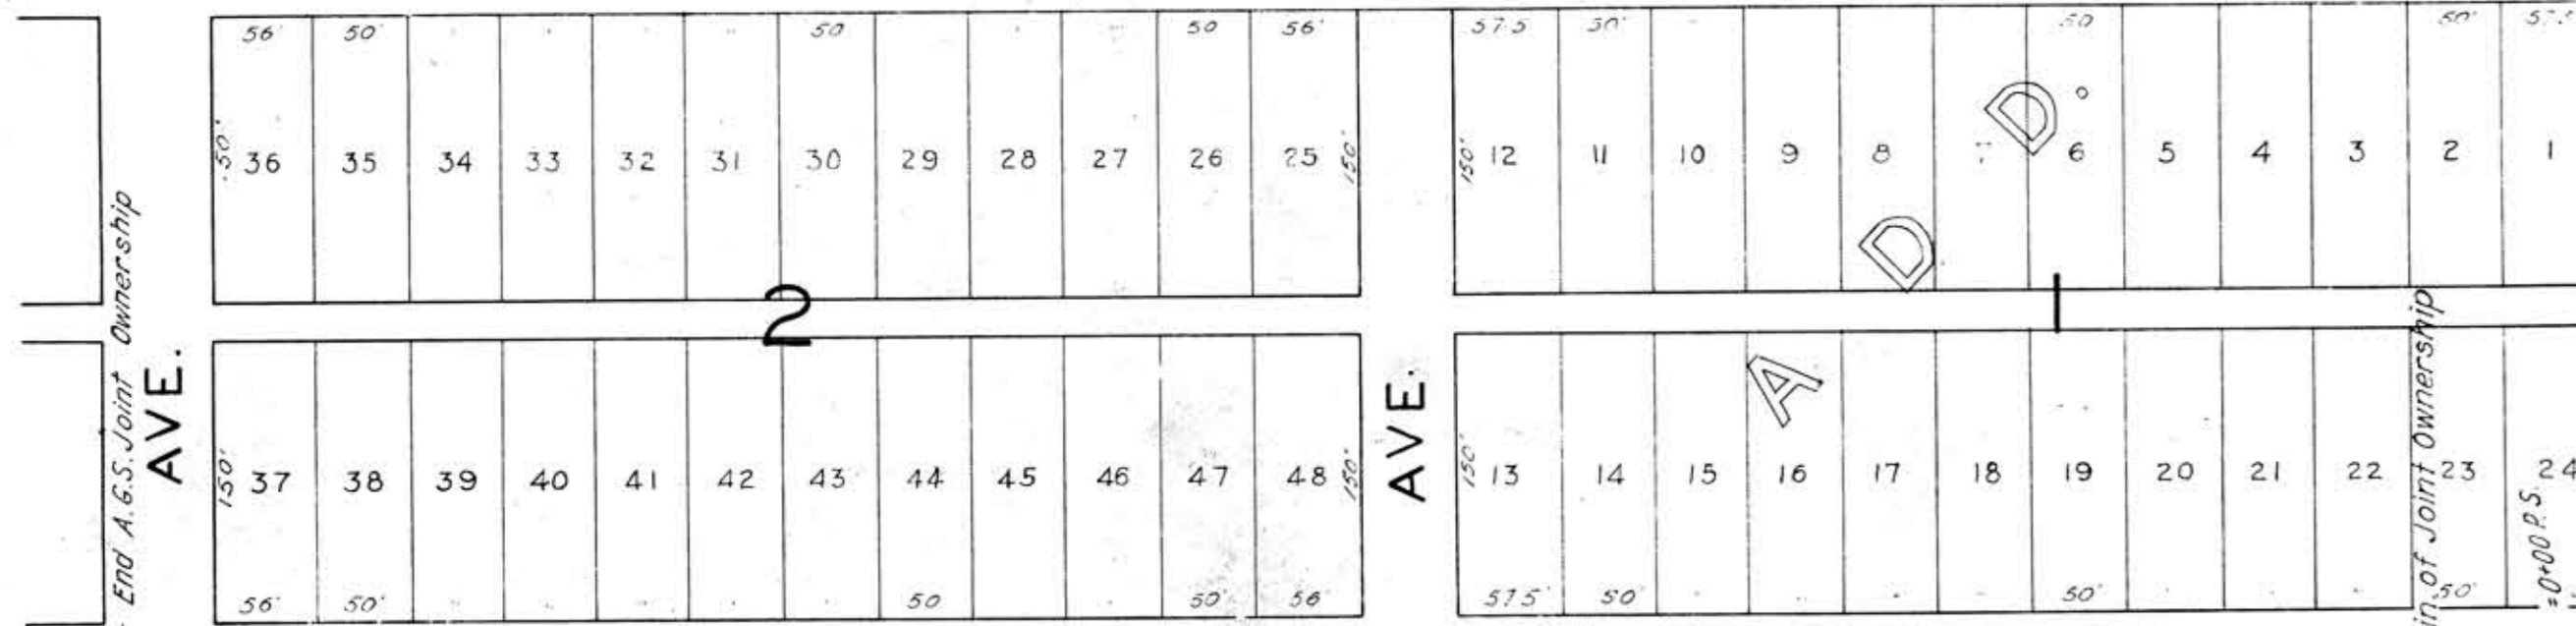 56' 50' 50 50 56' 57.5 50' 50 50' 57.5
36 35 34 33 32 31 30 29 28 27 26 25
150' 150'
12 11 10 9 8 6 5 4 3 2 1
D
D
2
1
A
End A.G.S. Joint Ownership
AVE.
AVE.
of Joint Ownership
=0+00 P.S.
150' 37 38 39 40 41 42 43 44 45 46 47 48 150'
150' 13 14 15 16 17 18 19 20 21 22 23 24
56' 50' 50 50' 56' 57.5' 50' 50' 50'